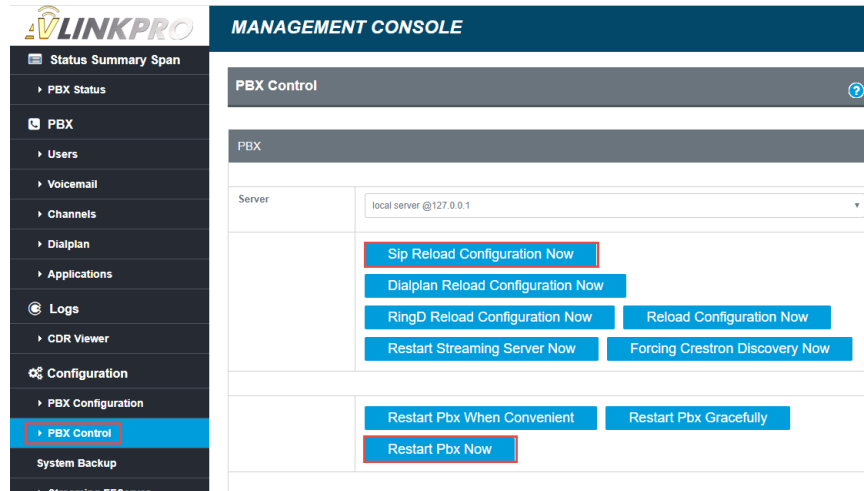 AVLINKPRO
MANAGEMENT CONSOLE
Status Summary Span
PBX Status
PBX
Users
Voicemail
Channels
Dialplan
Applications
Logs
CDR Viewer
Configuration
PBX Configuration
PBX Control
System Backup
PBX Control
?
PBX
Server
local server @127.0.0.1
Sip Reload Configuration Now
Dialplan Reload Configuration Now
RingD Reload Configuration Now Reload Configuration Now
Restart Streaming Server Now Forcing Crestron Discovery Now
Restart Pbx When Convenient Restart Pbx Gracefully
Restart Pbx Now